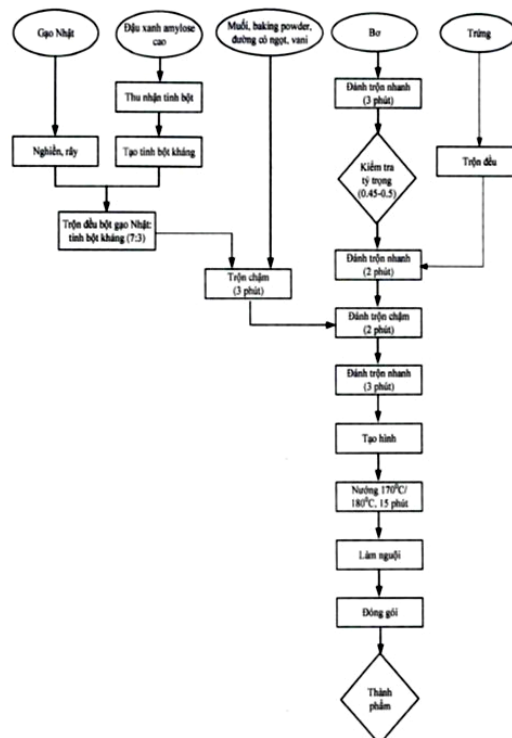 Gạo Nhật
Đậu xanh amylose
cao
Muối, baking powder,
đường cỏ ngọt, vani
Bơ
Trứng
Thu nhận tinh bột
Đánh trộn nhanh
(3 phút)
Nghiền, rây
Tạo tinh bột kháng
Kiểm tra
tỷ trọng
(0.45-0.5)
Trộn đều
Trộn đều bột gạo Nhật:
tinh bột kháng (7:3)
Trộn chậm
(3 phút)
Đánh trộn nhanh
(2 phút)
Đánh trộn chậm
(2 phút)
Đánh trộn nhanh
(3 phút)
Tạo hình
Nướng 170⁰C/
180⁰C, 15 phút
Làm nguội
Đóng gói
Thành
phẩm